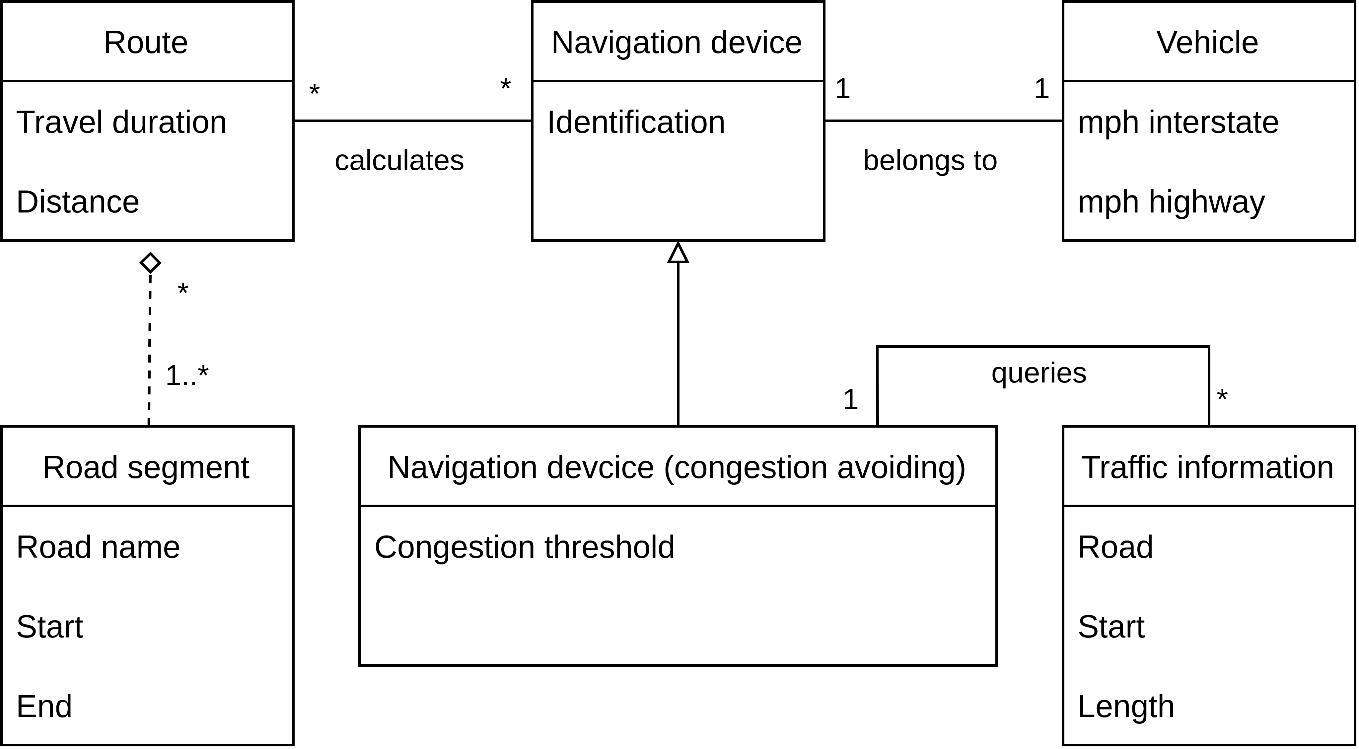 Route
Travel duration
Distance
*
*
calculates
Navigation device
Identification
1
1
belongs to
Vehicle
mph interstate
mph highway
*
1..*
Road segment
Road name
Start
End
Navigation devcice (congestion avoiding)
Congestion threshold
1
queries
*
Traffic information
Road
Start
Length